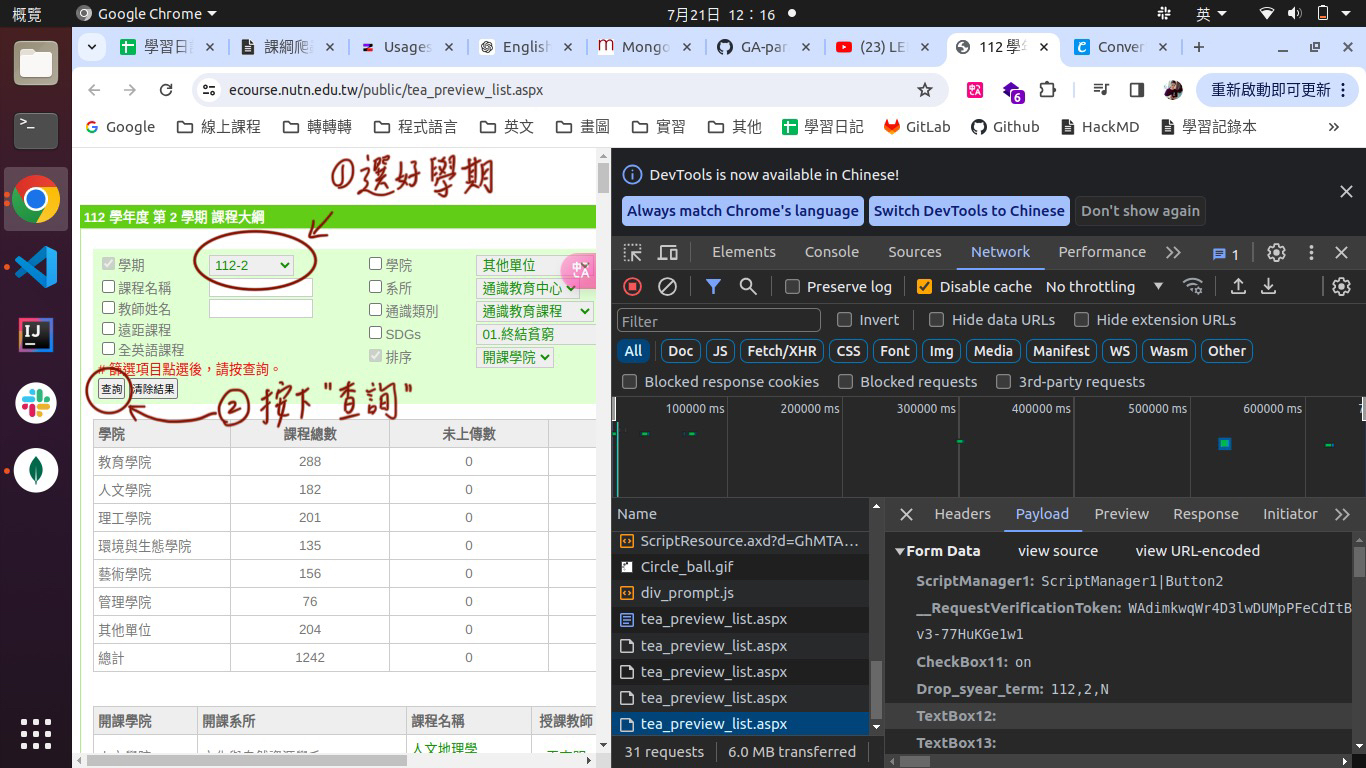 概覽
Google Chrome
7月21日 12：16
英
學習日
課綱爬
Usages
English
Mongo
GA-par
(23) LE
112 學
Conver
ecourse.nutn.edu.tw/public/tea_preview_list.aspx
6
重新啟動即可更新
Google
線上課程
轉轉轉
程式語言
英文
畫圖
實習
其他
學習日記
GitLab
Github
HackMD
學習記錄本
»
①選好學期
112 學年度 第 2 學期 課程大綱
學期
112-2
學院
其他單位
課程名稱
系所
通識教育中心
教師姓名
通識類別
通識教育課程
遠距課程
SDGs
01.終結貧窮
全英語課程
排序
開課學院
# 篩選項目點選後，請按查詢。
查詢
清除結果
②按下"查詢"
學院 課程總數 未上傳數
教育學院 288 0
人文學院 182 0
理工學院 201 0
環境與生態學院 135 0
藝術學院 156 0
管理學院 76 0
其他單位 204 0
總計 1242 0
開課學院 開課系所 課程名稱 授課教師
人文地理學
DevTools is now available in Chinese!
Always match Chrome's language
Switch DevTools to Chinese
Don't show again
Elements
Console
Sources
Network
Performance
1
Preserve log
Disable cache
No throttling
Filter
Invert
Hide data URLs
Hide extension URLs
All
Doc
JS
Fetch/XHR
CSS
Font
Img
Media
Manifest
WS
Wasm
Other
Blocked response cookies
Blocked requests
3rd-party requests
100000 ms
200000 ms
300000 ms
400000 ms
500000 ms
600000 ms
Name
ScriptResource.axd?d=GhMTA…
Circle_ball.gif
div_prompt.js
tea_preview_list.aspx
tea_preview_list.aspx
tea_preview_list.aspx
tea_preview_list.aspx
tea_preview_list.aspx
31 requests
6.0 MB transferred
Headers
Payload
Preview
Response
Initiator
Form Data
view source
view URL-encoded
ScriptManager1: ScriptManager1|Button2
__RequestVerificationToken: WAdimkwqWr4D3lwDUMpPFeCdItB
v3-77HuKGe1w1
CheckBox11: on
Drop_syear_term: 112,2,N
TextBox12:
TextBox13: